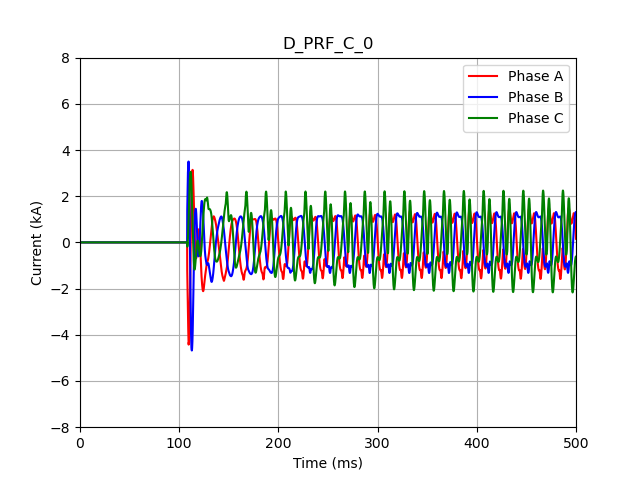 D_PRF_C_0
8
6
4
2
0
−2
−4
−6
−8
Current (kA)
Phase A
Phase B
Phase C
0 100 200 300 400 500
Time (ms)